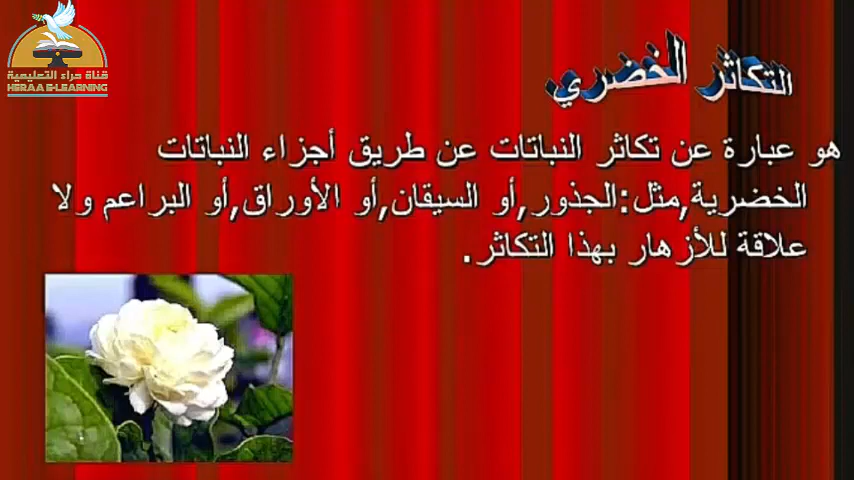 قناة حراء التعليمية
HERAA E-LEARNING
التكاثر الخضري
هو عبارة عن تكاثر النباتات عن طريق أجزاء النباتات
الخضرية,مثل:الجذور,أو السيقان,أو الأوراق,أو البراعم ولا
علاقة للأزهار بهذا التكاثر.